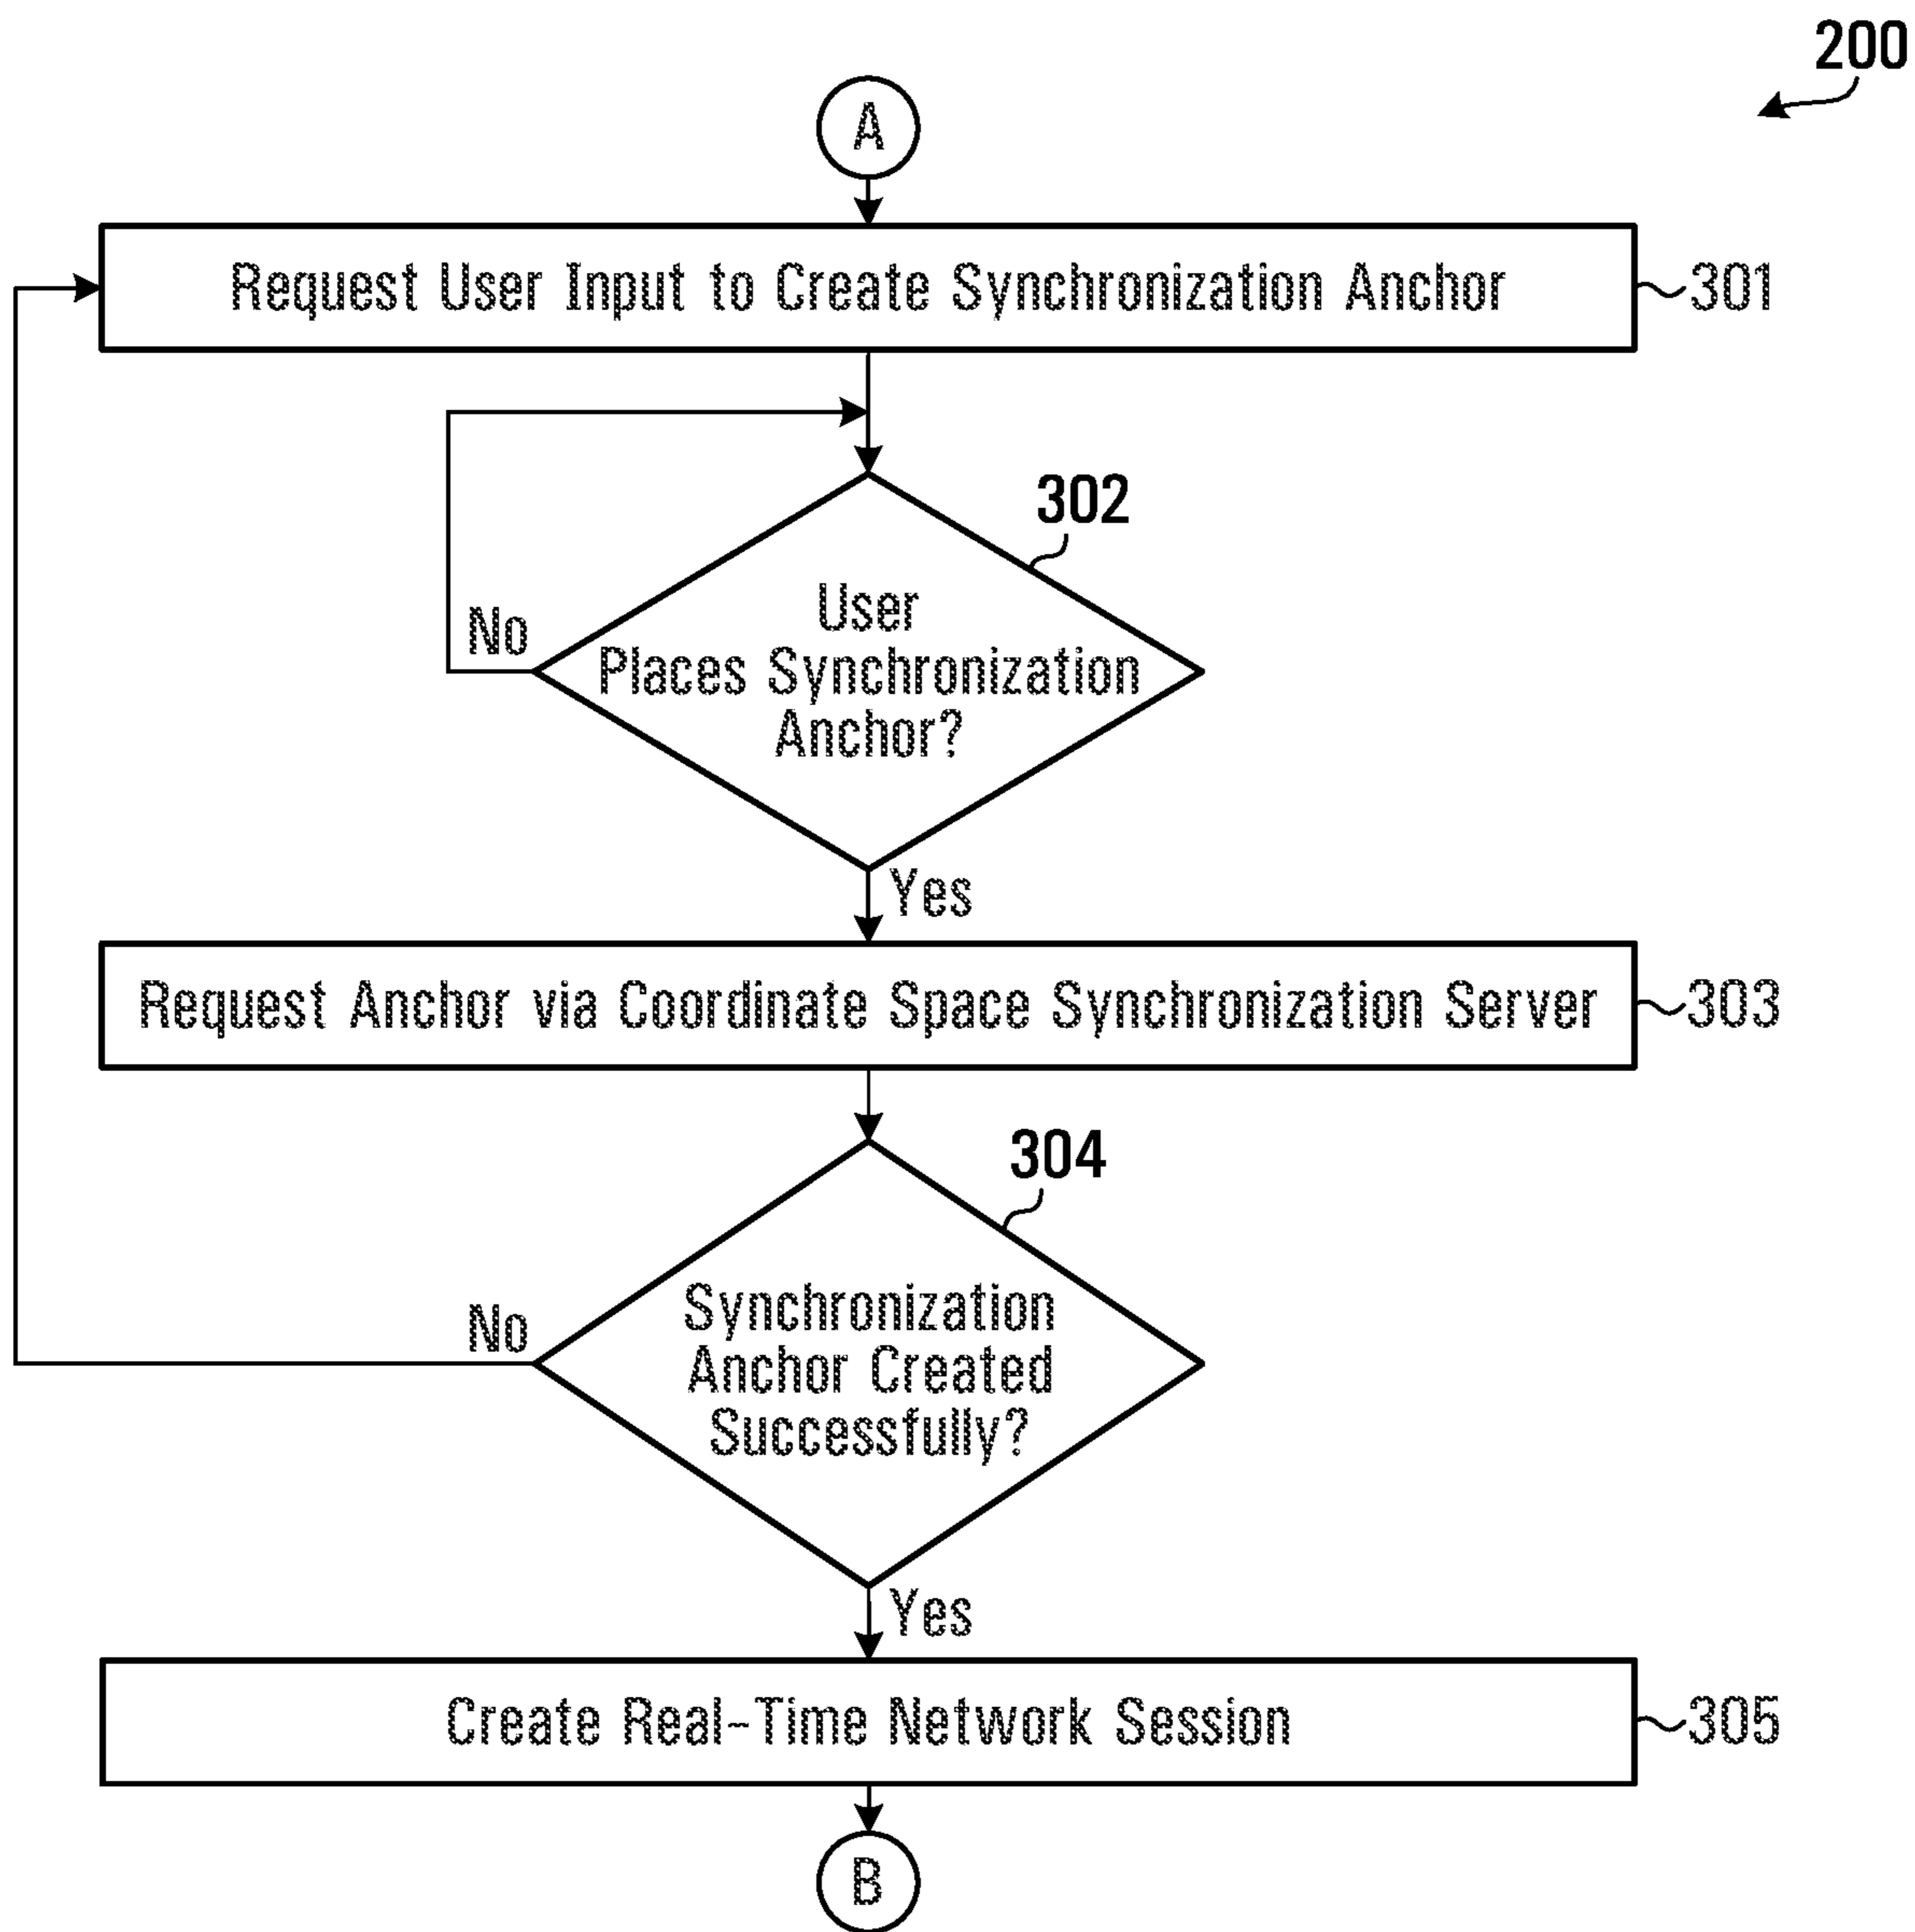 200
A
Request User Input to Create Synchronization Anchor
301
302
User
Places Synchronization
Anchor?
No
Yes
Request Anchor via Coordinate Space Synchronization Server
303
304
Synchronization
Anchor Created
Successfully?
No
Yes
Create Real-Time Network Session
305
B